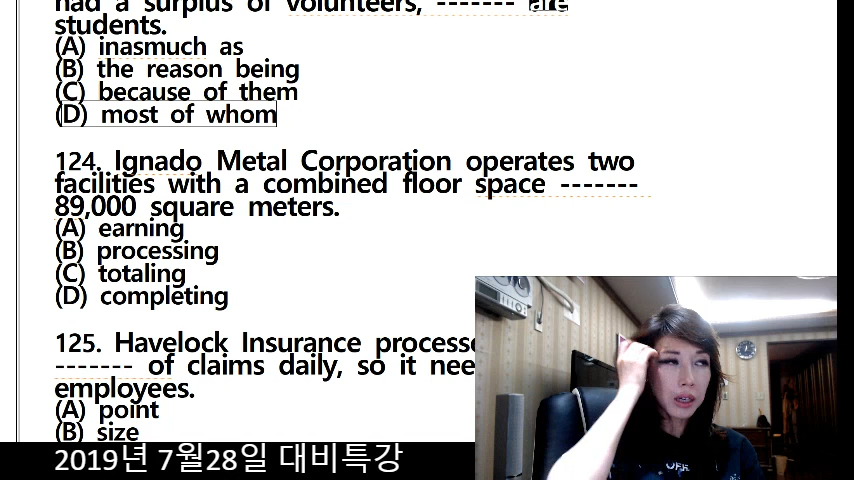 had a surplus of volunteers, ------- are
students.
(A) inasmuch as
(B) the reason being
(C) because of them
(D) most of whom
124. Ignado Metal Corporation operates two
facilities with a combined floor space -------
89,000 square meters.
(A) earning
(B) processing
(C) totaling
(D) completing
125. Havelock Insurance
------- of claims daily, so it
employees.
(A) point
(B) size
2019년 7월28일 대비특강